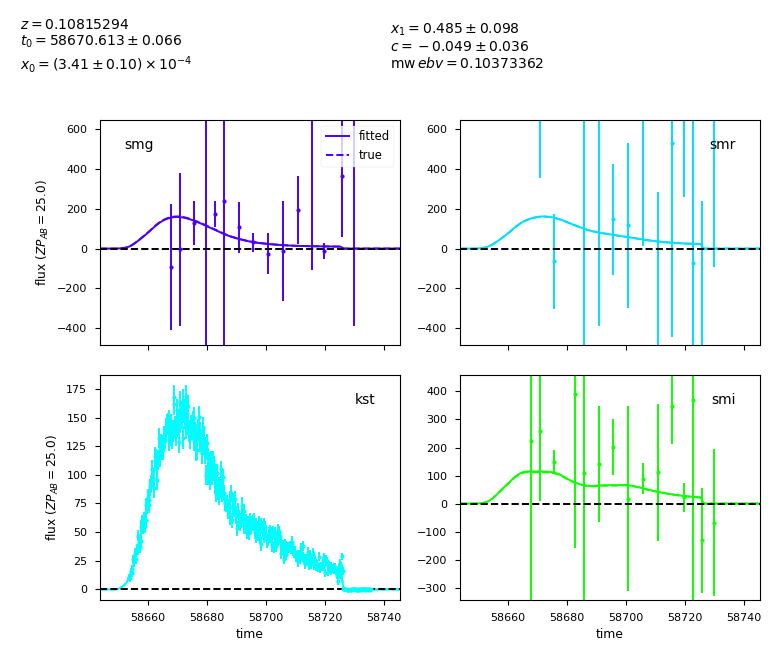 z = 0.10815294
t₀ = 58670.613 ± 0.066
x₀ = (3.41 ± 0.10) × 10⁻⁴
x₁ = 0.485 ± 0.098
c = −0.049 ± 0.036
mw ebv = 0.10373362
600
400
200
0
−200
−400
flux (ZP_AB = 25.0)
smg
fitted
true
600
400
200
0
−200
−400
smr
175
150
125
100
75
50
25
0
flux (ZP_AB = 25.0)
kst
58660 58680 58700 58720 58740
time
400
300
200
100
0
−100
−200
−300
smi
58660 58680 58700 58720 58740
time